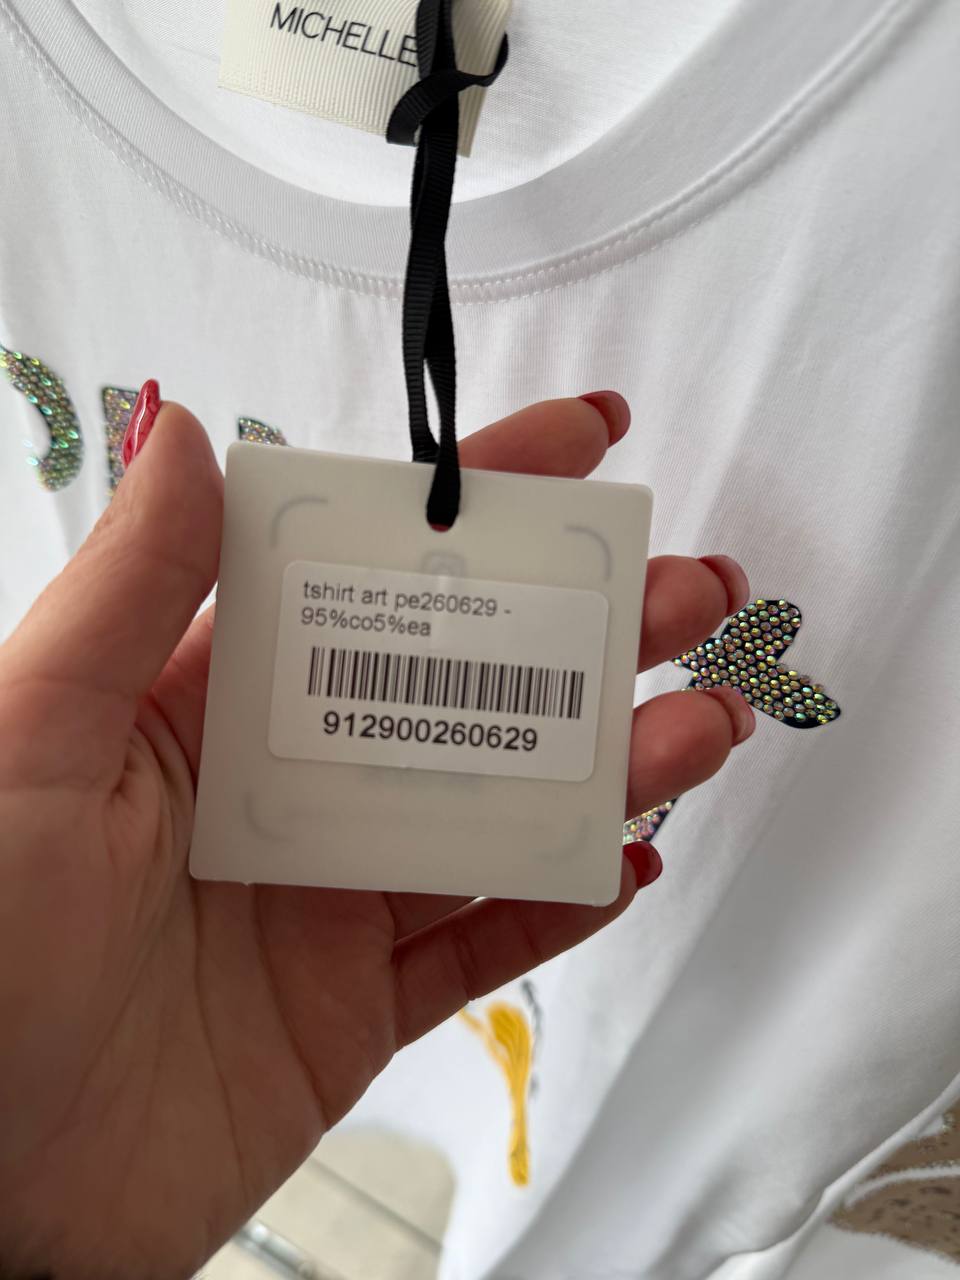 MICHELLE
tshirt art pe260629 -
95%co5%ea
912900260629